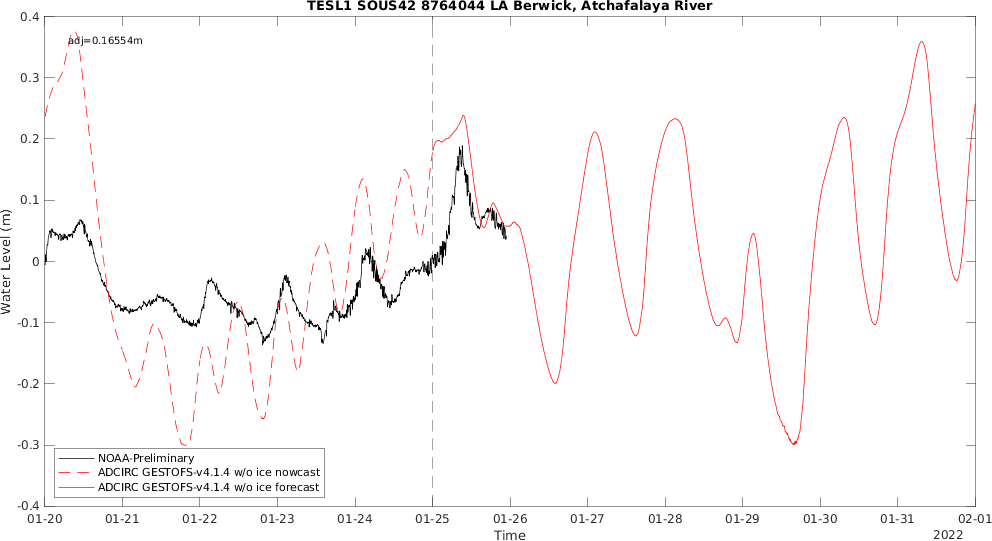 TESL1 SOUS42 8764044 LA Berwick, Atchafalaya River
adj=0.16554m
0.4
0.3
0.2
0.1
0
-0.1
-0.2
-0.3
-0.4
Water Level (m)
NOAA-Preliminary
ADCIRC GESTOFS-v4.1.4 w/o ice nowcast
ADCIRC GESTOFS-v4.1.4 w/o ice forecast
01-20 01-21 01-22 01-23 01-24 01-25 01-26 01-27 01-28 01-29 01-30 01-31 02-01
Time
2022